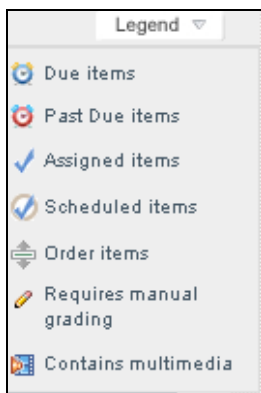 Legend
Due items
Past Due items
Assigned items
Scheduled items
Order items
Requires manual
grading
Contains multimedia